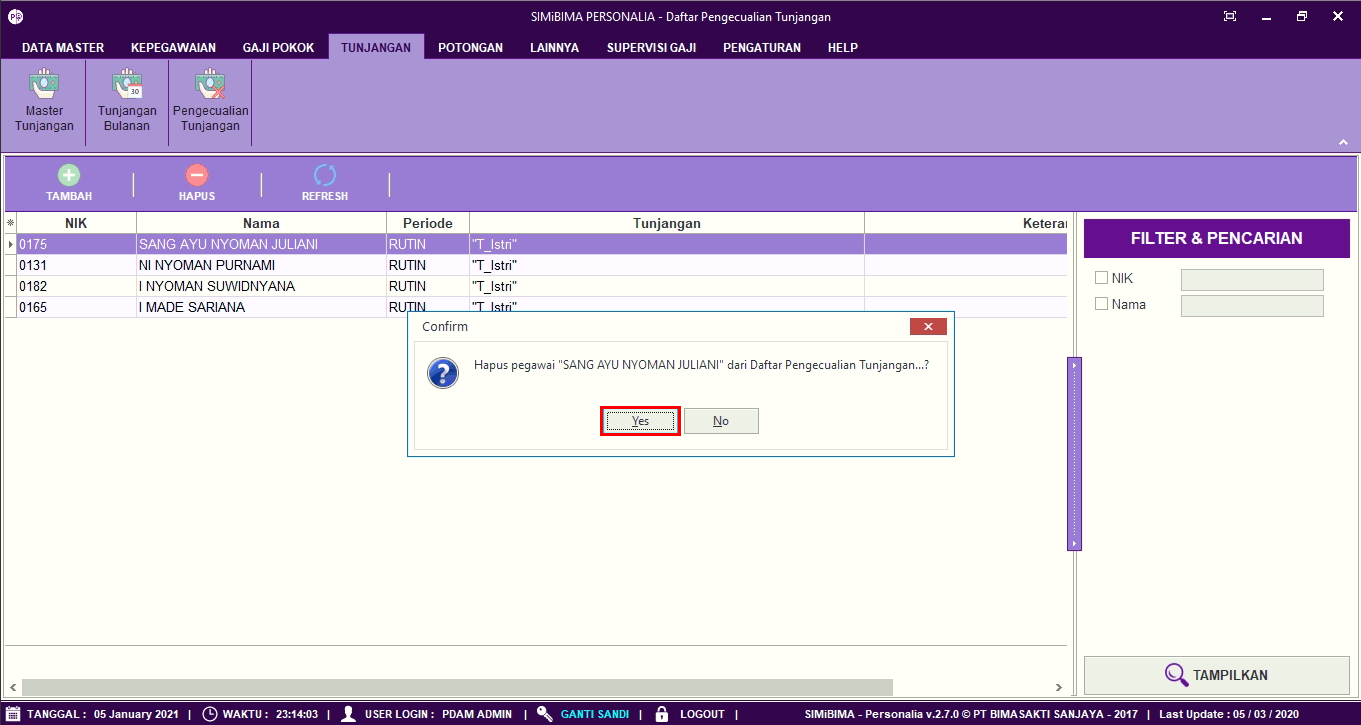 SIMiBIMA PERSONALIA - Daftar Pengecualian Tunjangan
DATA MASTER KEPEGAWAIAN GAJI POKOK TUNJANGAN POTONGAN LAINNYA SUPERVISI GAJI PENGATURAN HELP
Master Tunjangan
30
Tunjangan Bulanan
Pengecualian Tunjangan
TAMBAH HAPUS REFRESH
NIK Nama Periode Tunjangan Keterar
0175 SANG AYU NYOMAN JULIANI RUTIN "T_Istri"
0131 NI NYOMAN PURNAMI RUTIN "T_Istri"
0182 I NYOMAN SUWIDNYANA RUTIN "T_Istri"
0165 I MADE SARIANA RUTIN "T_Istri"
FILTER & PENCARIAN
NIK
Nama
Confirm
Hapus pegawai "SANG AYU NYOMAN JULIANI" dari Daftar Pengecualian Tunjangan...?
Yes No
TAMPILKAN
TANGGAL : 05 January 2021 | WAKTU : 23:14:03 | USER LOGIN : PDAM ADMIN | GANTI SANDI | LOGOUT | SIMiBIMA - Personalia v.2.7.0 © PT BIMASAKTI SANJAYA - 2017 | Last Update : 05 / 03 / 2020